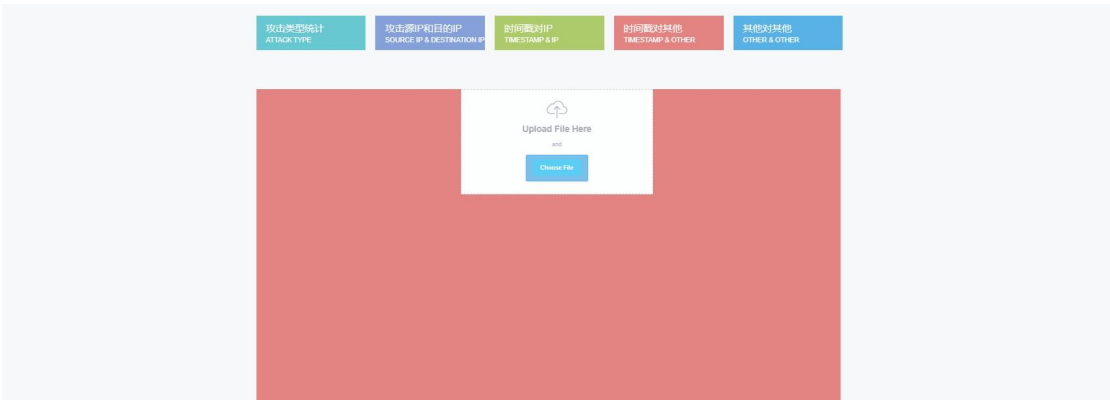 攻击类型统计
ATTACK TYPE
攻击源IP和目的IP
SOURCE IP & DESTINATION IP
时间戳对IP
TIMESTAMP & IP
时间戳对其他
TIMESTAMP & OTHER
其他对其他
OTHER & OTHER
Upload File Here
and
Choose File